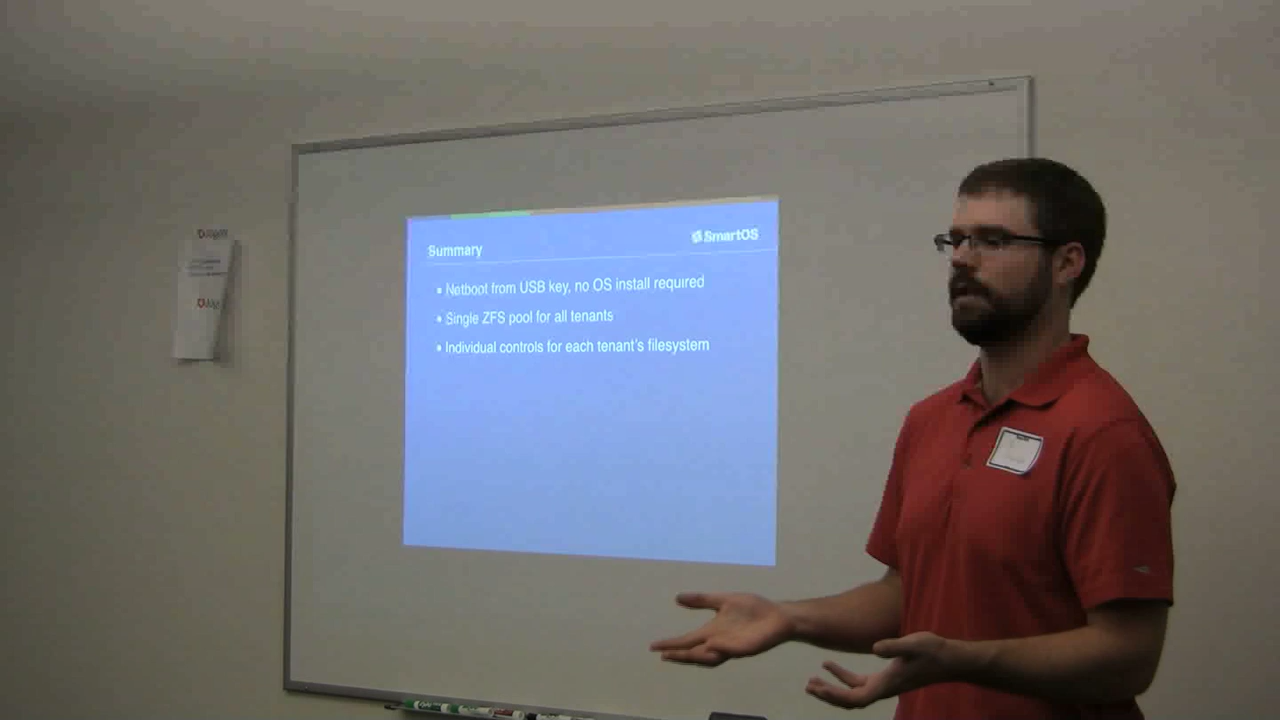 Summary
SmartOS
Netboot from USB key, no OS install required
Single ZFS pool for all tenants
Individual controls for each tenant's filesystem